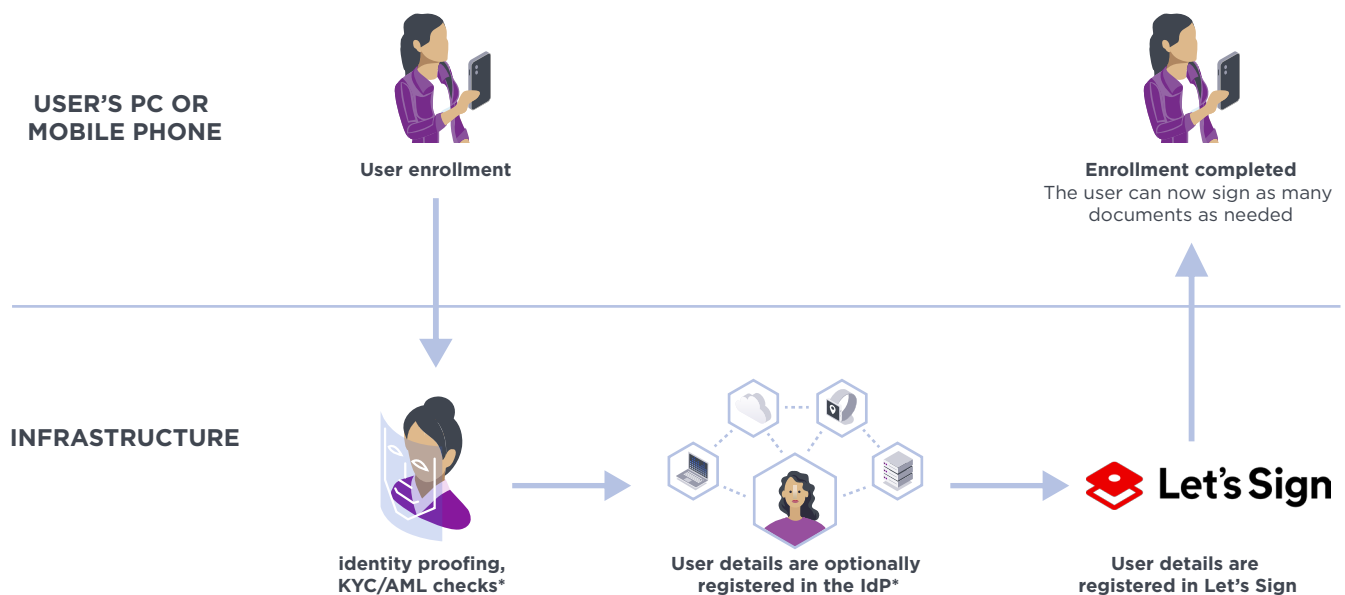 USER'S PC OR
MOBILE PHONE
User enrollment
Enrollment completed
The user can now sign as many
documents as needed
INFRASTRUCTURE
Let's Sign
identity proofing,
KYC/AML checks*
User details are optionally
registered in the IdP*
User details are
registered in Let's Sign